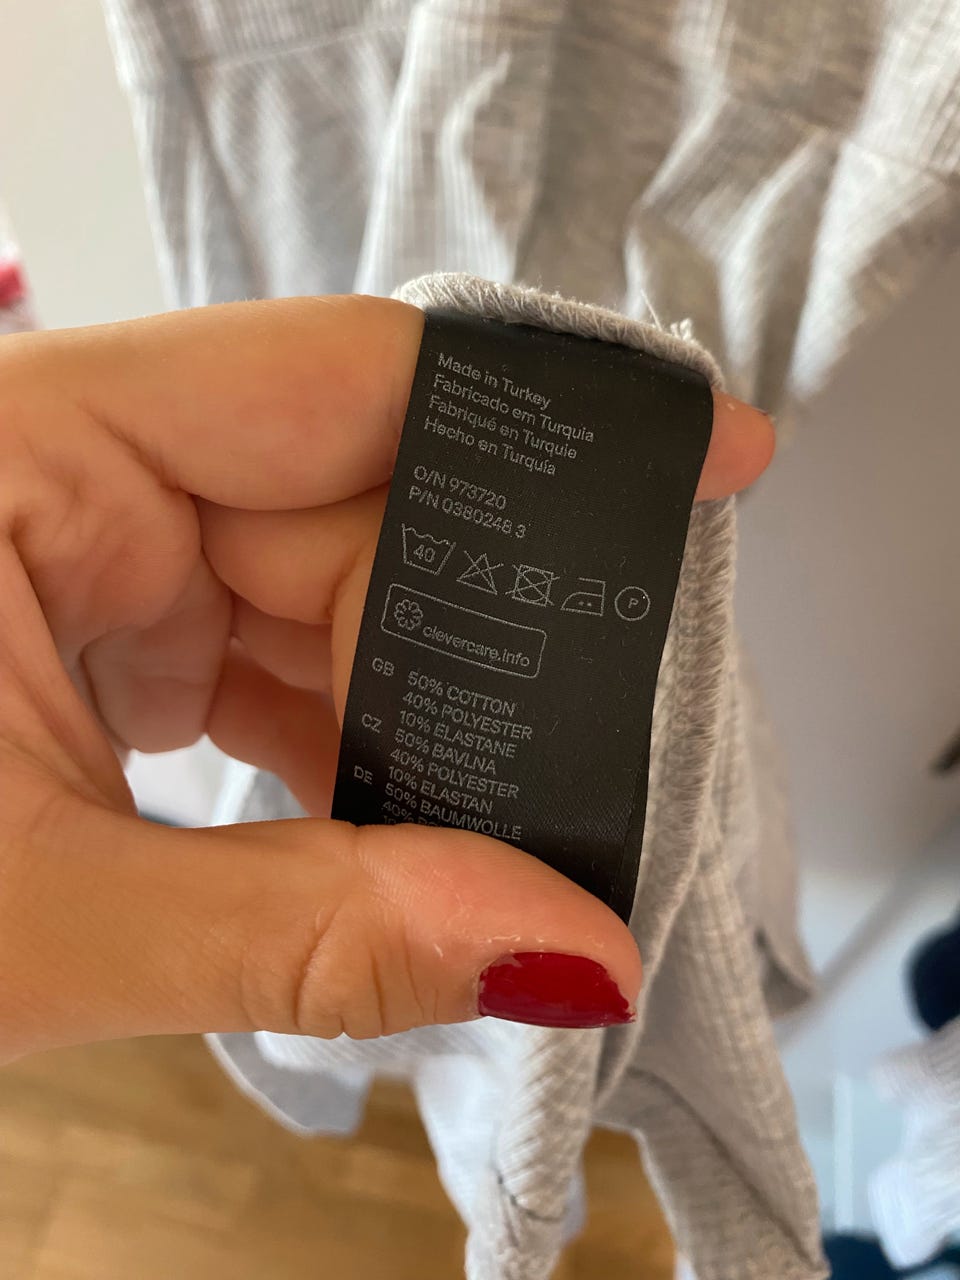 Made in Turkey
Fabricado em Turquia
Fabriqué en Turquie
Hecho en Turquía
O/N 973720
P/N 0380248 3
40 P
clevercare.info
GB 50% COTTON
40% POLYESTER
10% ELASTANE
CZ 50% BAVLNA
40% POLYESTER
10% ELASTAN
DE 50% BAUMWOLLE
40%